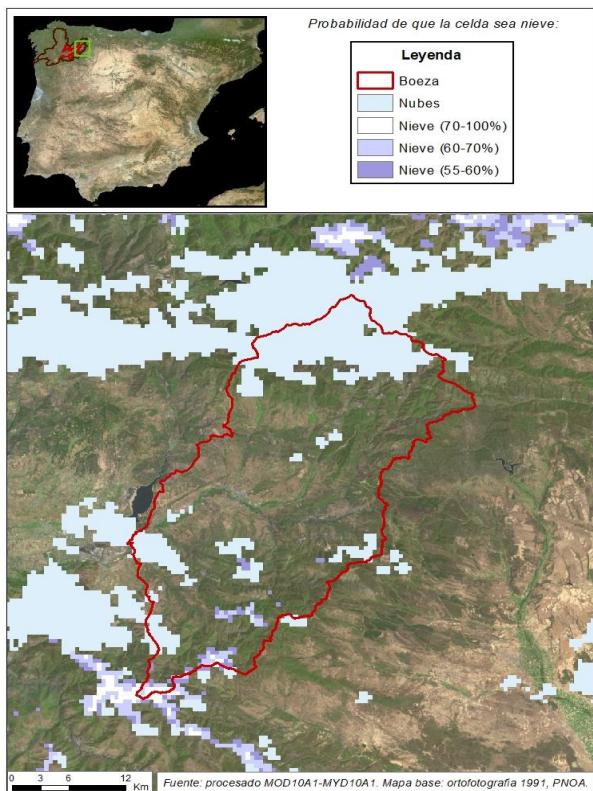 Probabilidad de que la celda sea nieve:
Leyenda
Boeza
Nubes
Nieve (70-100%)
Nieve (60-70%)
Nieve (55-60%)
0 3 6 12
Km
Fuente: procesado MOD10A1-MYD10A1. Mapa base: ortofotografia 1991, PNOA.